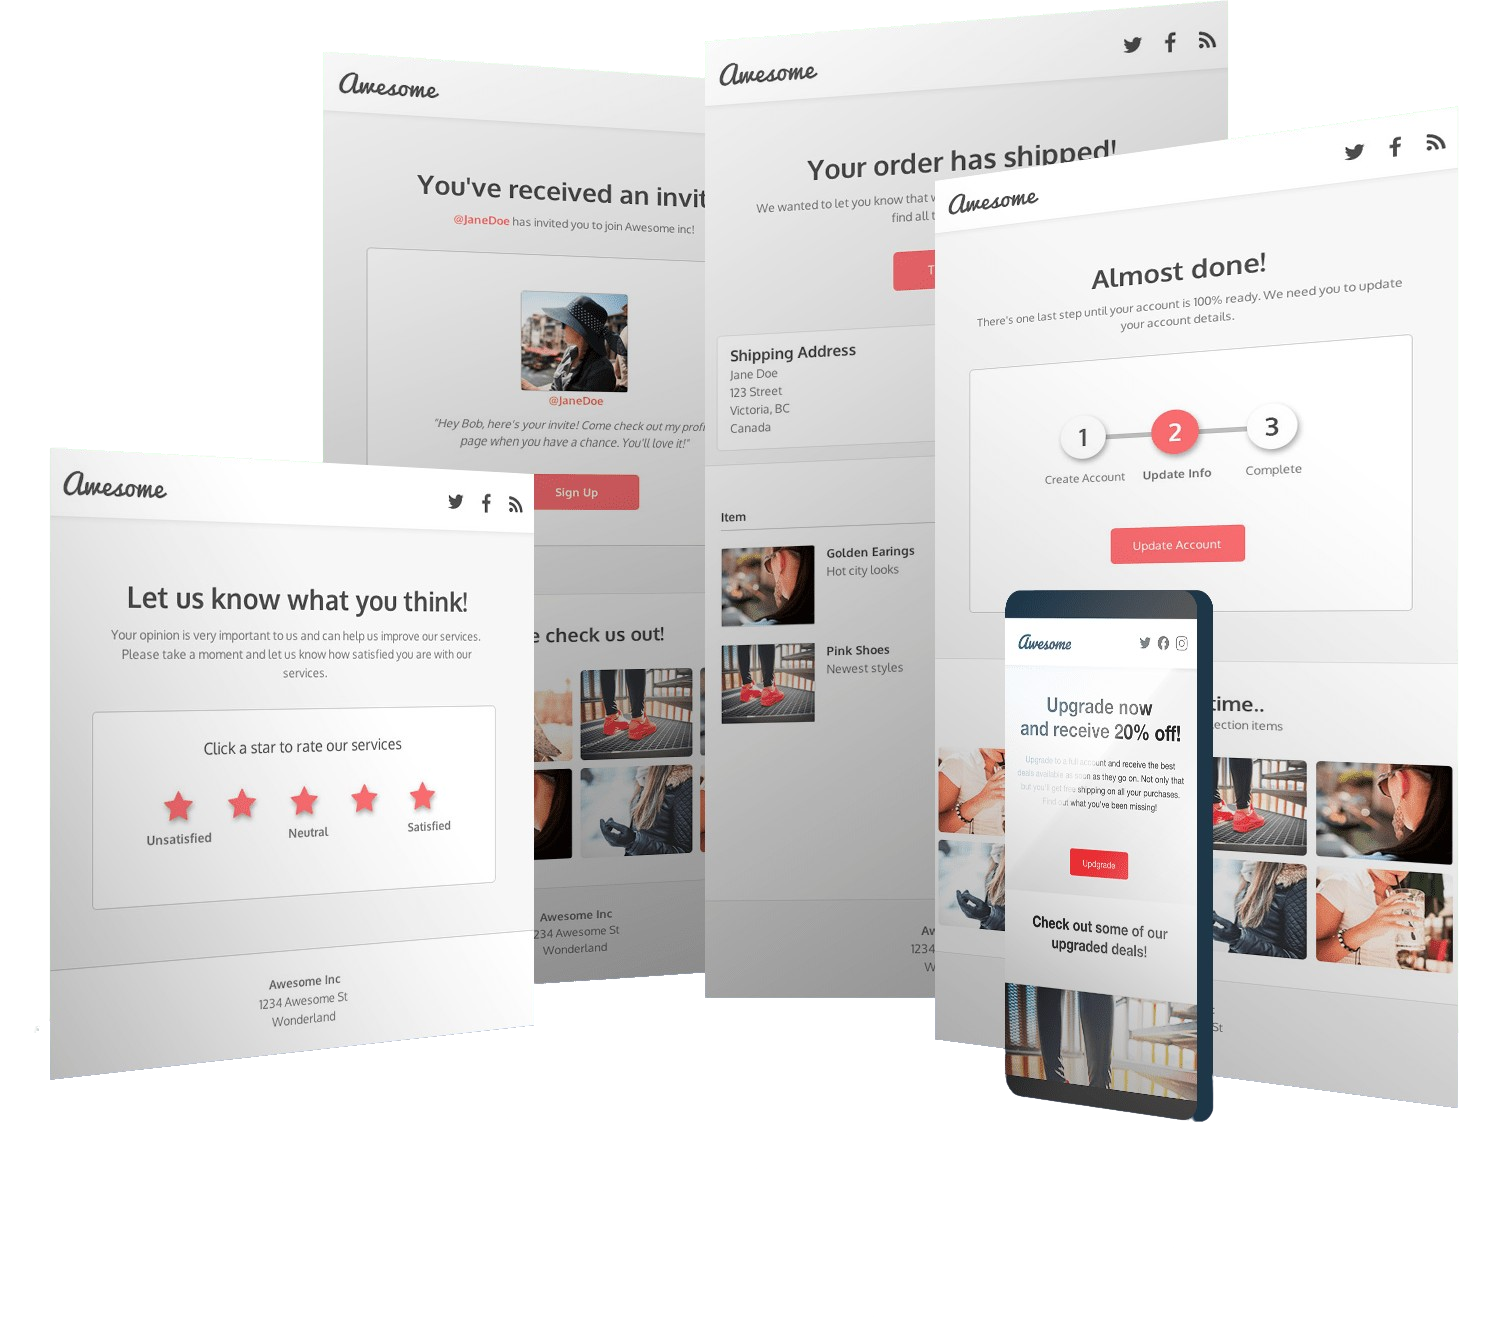 Awesome
You've received an invit
@JaneDoe has invited you to join Awesome inc!
@JaneDoe
"Hey Bob, here's your invite! Come check out my prof
page when you have a chance. You'll love it!"
Sign Up
check us out!
Awesome Inc
234 Awesome St
Wonderland
Awesome
Your order has shipped!
We wanted to let you know that
find all
Shipping Address
Jane Doe
123 Street
Victoria, BC
Canada
Item
Golden Earings
Hot city looks
Pink Shoes
Newest styles
1234
Awesome
Almost done!
There's one last step until your account is 100% ready. We need you to update
your account details.
1 2 3
Create Account Update Info Complete
Update Account
time..
ection items
St
Awesome
Let us know what you think!
Your opinion is very important to us and can help us improve our services.
Please take a moment and let us know how satisfied you are with our
services.
Click a star to rate our services
Unsatisfied Neutral Satisfied
Awesome Inc
1234 Awesome St
Wonderland
Awesome
Upgrade now
and receive 20% off!
Upgrade to a full account and receive the best
deals available as soon as they go on. Not only that
but you'll get free shipping on all your purchases.
Find out what you've been missing!
Updgrade
Check out some of our
upgraded deals!